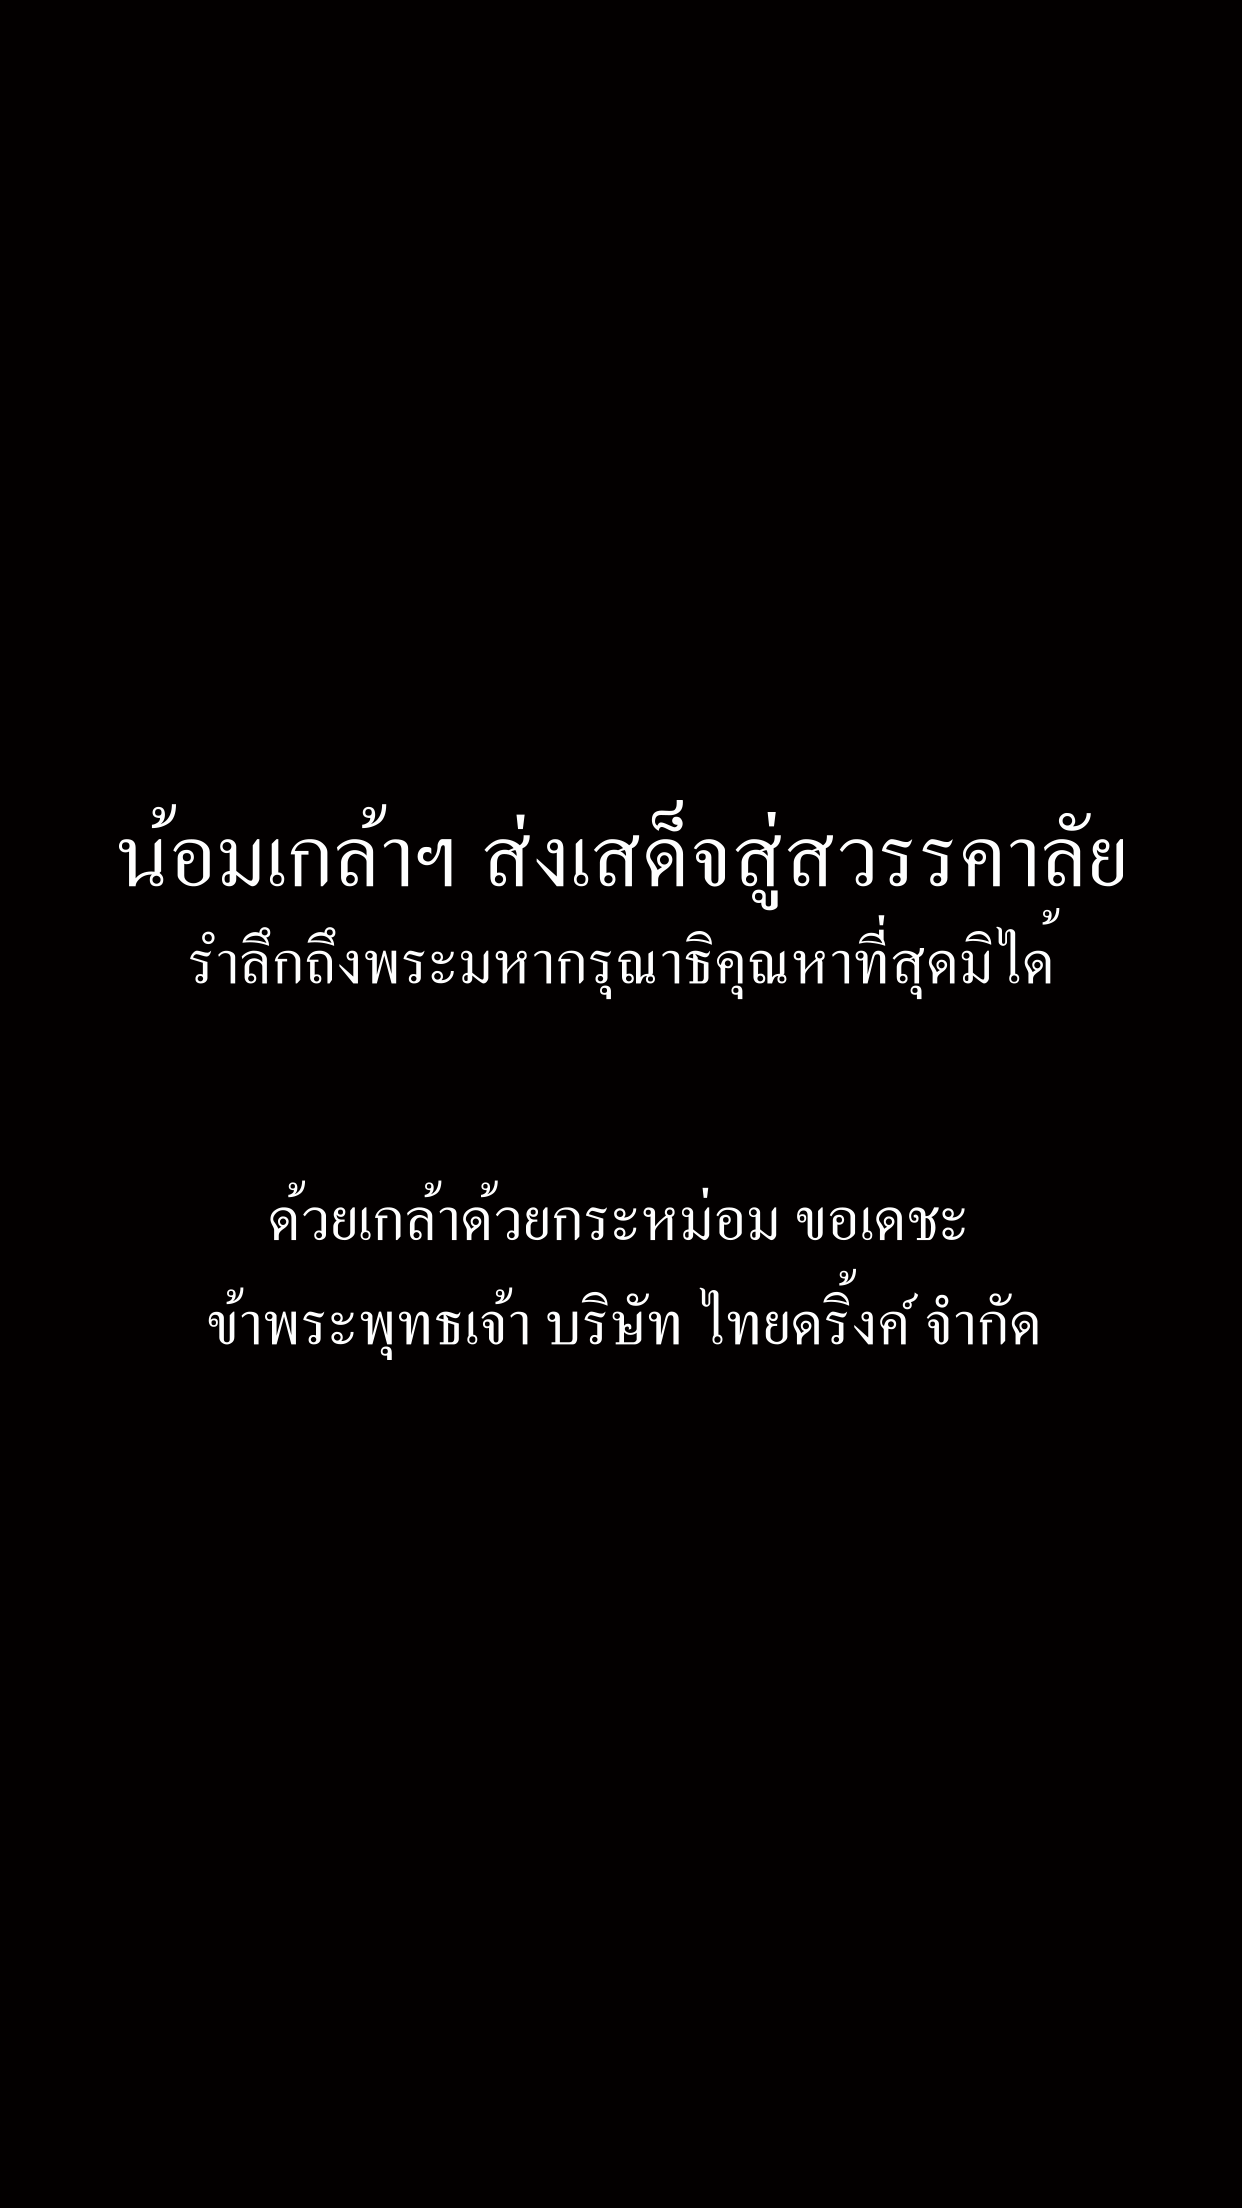 น้อมเกล้าฯ ส่งเสด็จสู่สวรรคาลัย
รำลึกถึงพระมหากรุณาธิคุณหาที่สุดมิได้
ด้วยเกล้าด้วยกระหม่อม ขอเดชะ
ข้าพระพุทธเจ้า บริษัท ไทยดริ้งค์ จำกัด